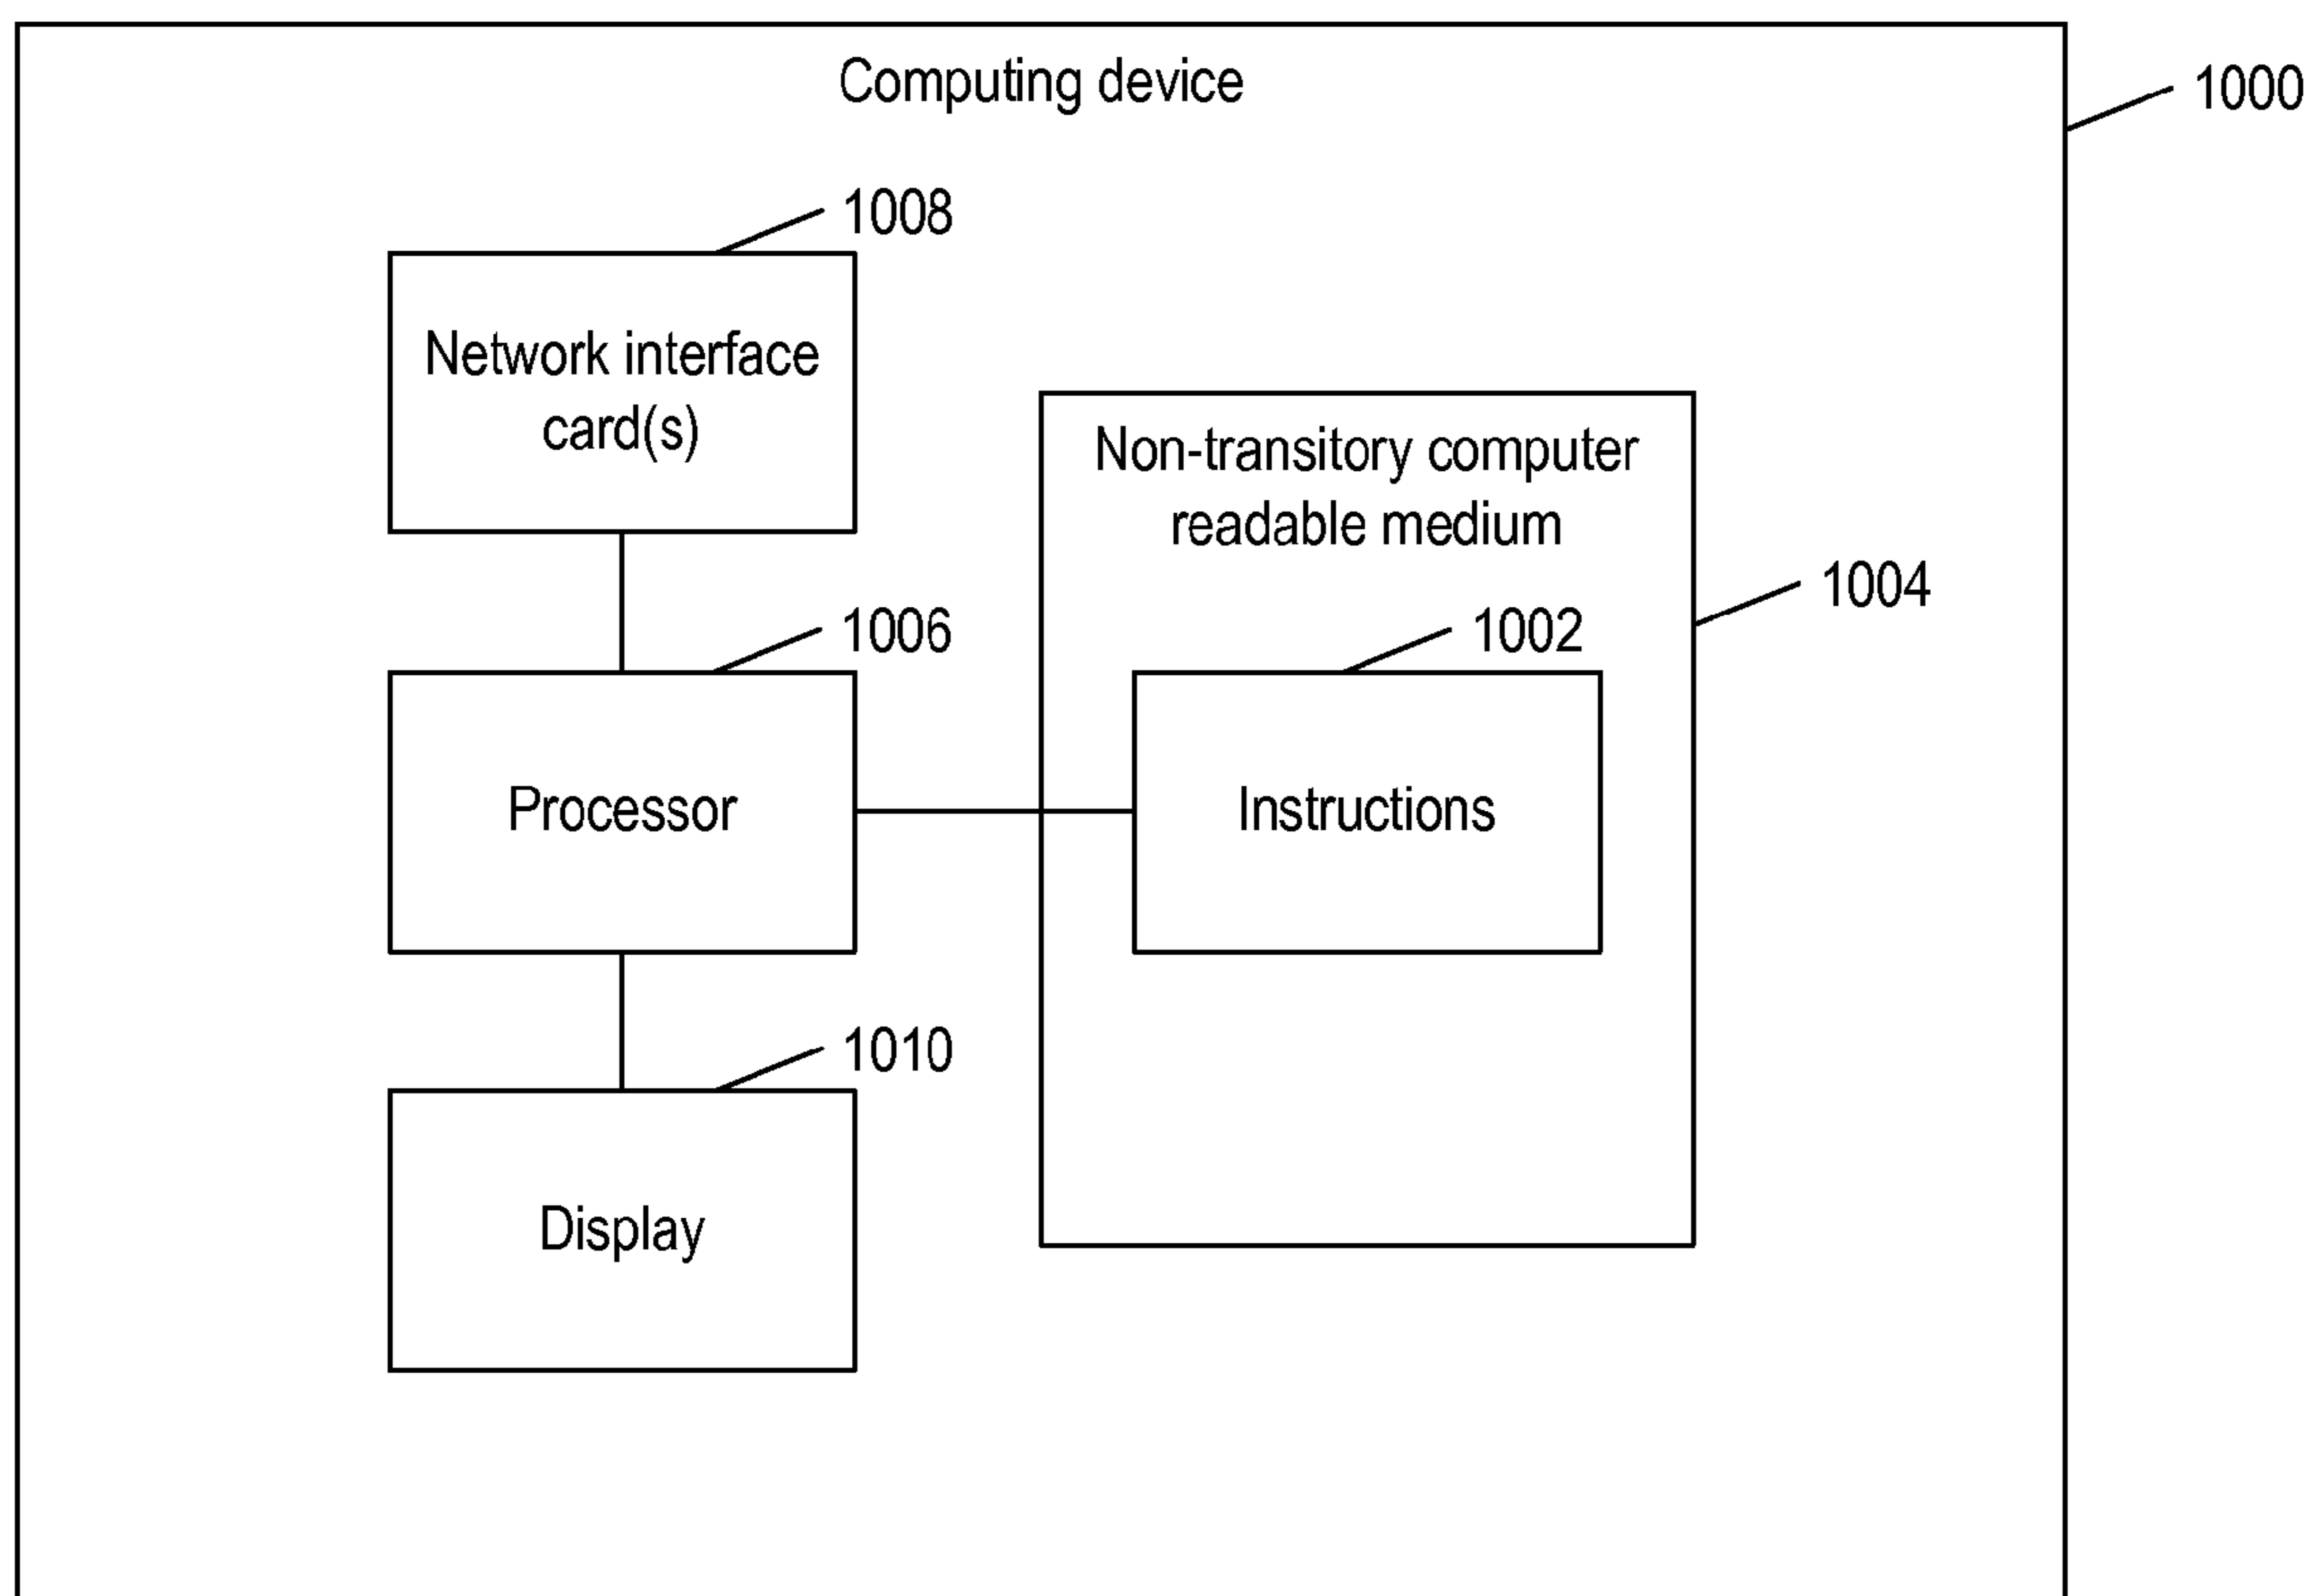 Computing device
1000
1008
Network interface
card(s)
Non-transitory computer
readable medium
1004
1006
1002
Processor
Instructions
1010
Display